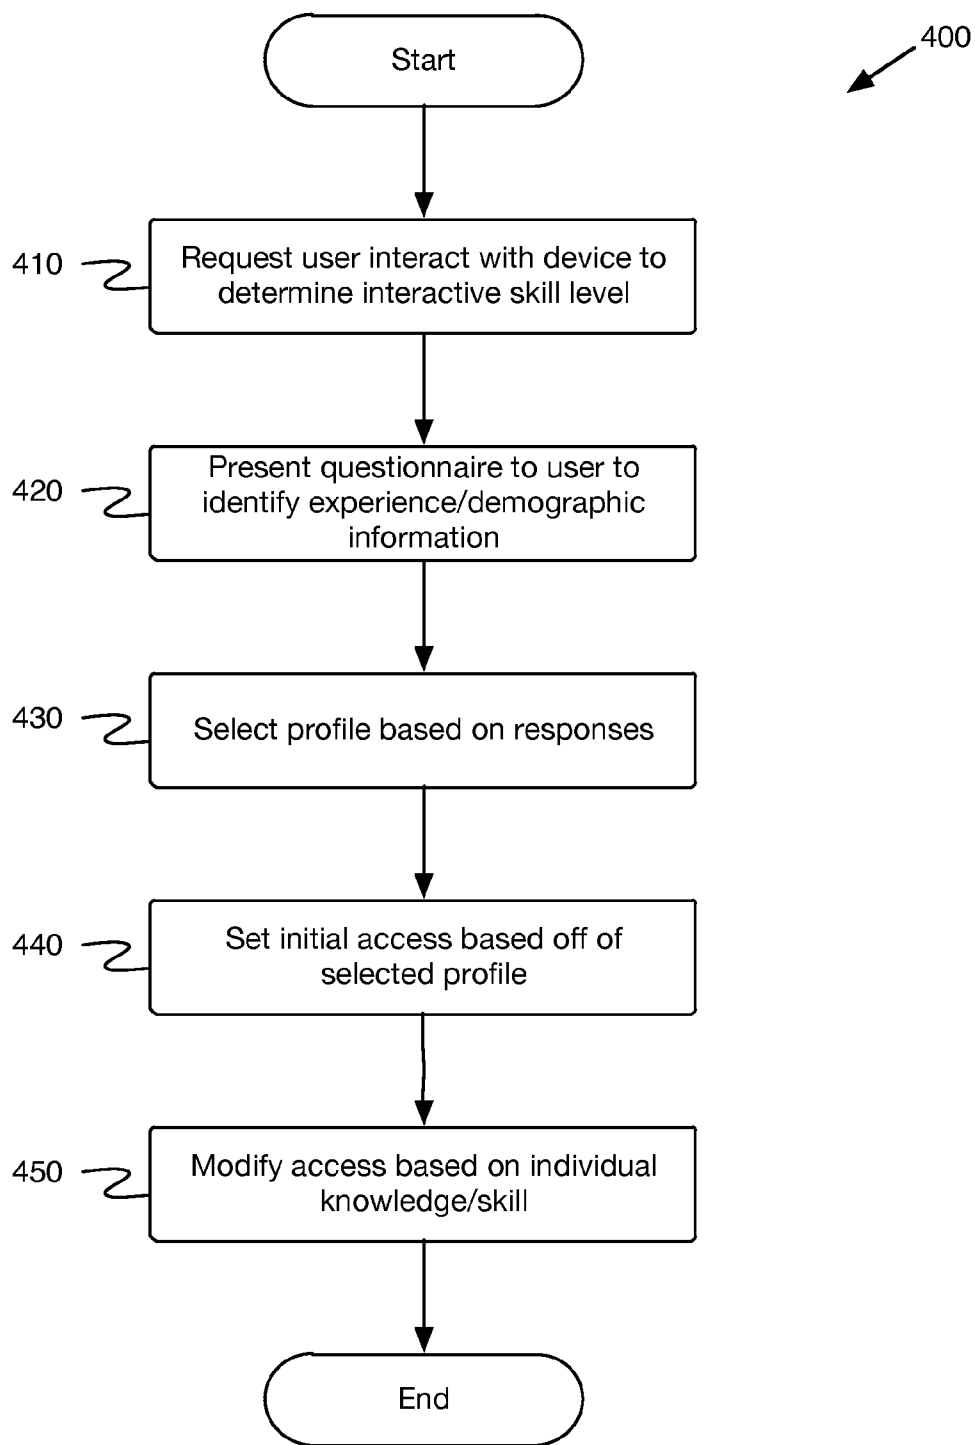 Start
400
410
Request user interact with device to
determine interactive skill level
420
Present questionnaire to user to
identify experience/demographic
information
430
Select profile based on responses
440
Set initial access based off of
selected profile
450
Modify access based on individual
knowledge/skill
End